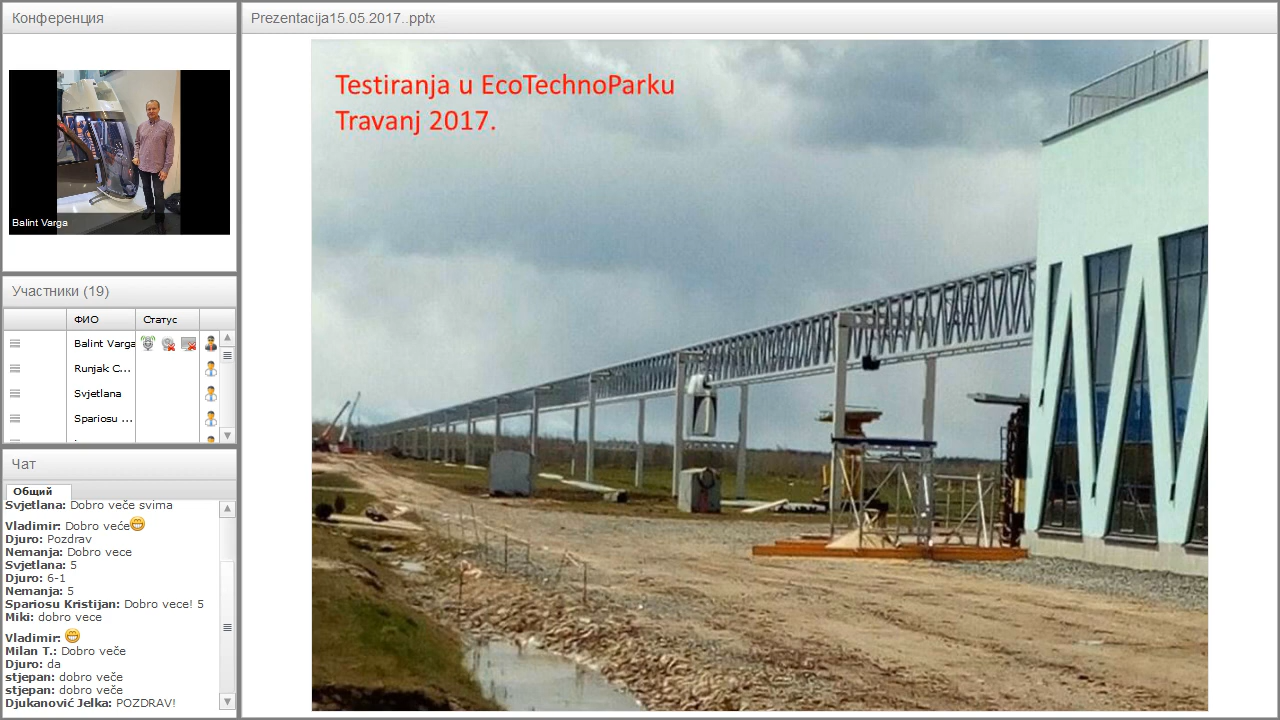 Конференция
Balint Varga
Участники (19)
ФИО
Статус
Balint Varga
Runjak C...
Svjetlana
Spariosu ...
Чат
Общий
Svjetlana: Dobro veče svima
Vladimir: Dobro veće
Djuro: Pozdrav
Nemanja: Dobro vece
Svjetlana: 5
Djuro: 6-1
Nemanja: 5
Spariosu Kristijan: Dobro vece! 5
Miki: dobro vece
Vladimir:
Milan T.: Dobro veče
Djuro: da
stjepan: dobro veče
stjepan: dobro veče
Djukanović Jelka: POZDRAV!
Prezentacija15.05.2017..pptx
Testiranja u EcoTechnoParku
Travanj 2017.